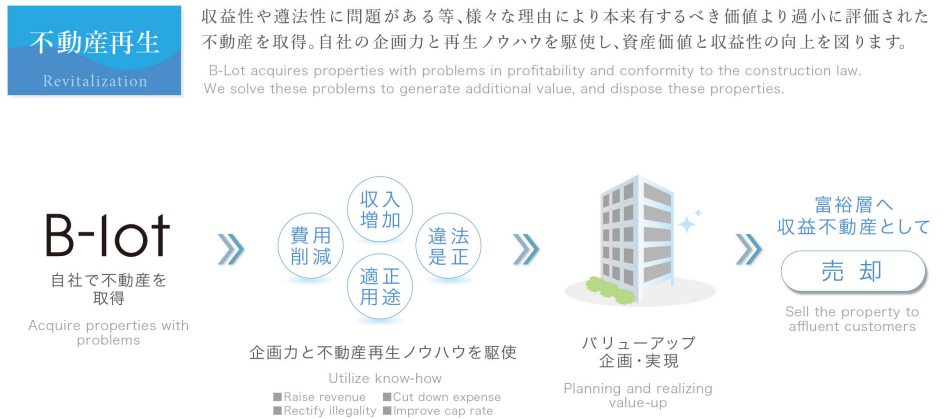 不動産再生
Revitalization
収益性や遵法性に問題がある等、様々な理由により本来有するべき価値より過小に評価された
不動産を取得。自社の企画力と再生ノウハウを駆使し、資産価値と収益性の向上を図ります。
B-Lot acquires properties with problems in profitability and conformity to the construction law.
We solve these problems to generate additional value, and dispose these properties.
B-lot
自社で不動産を
取得
Acquire properties with
problems
収入
増加
費用
削減
違法
是正
適正
用途
企画力と不動産再生ノウハウを駆使
Utilize know-how
■Raise revenue ■Cut down expense
■Rectify illegality ■Improve cap rate
バリューアップ
企画・実現
Planning and realizing
value-up
富裕層へ
収益不動産として
売却
Sell the property to
affluent customers